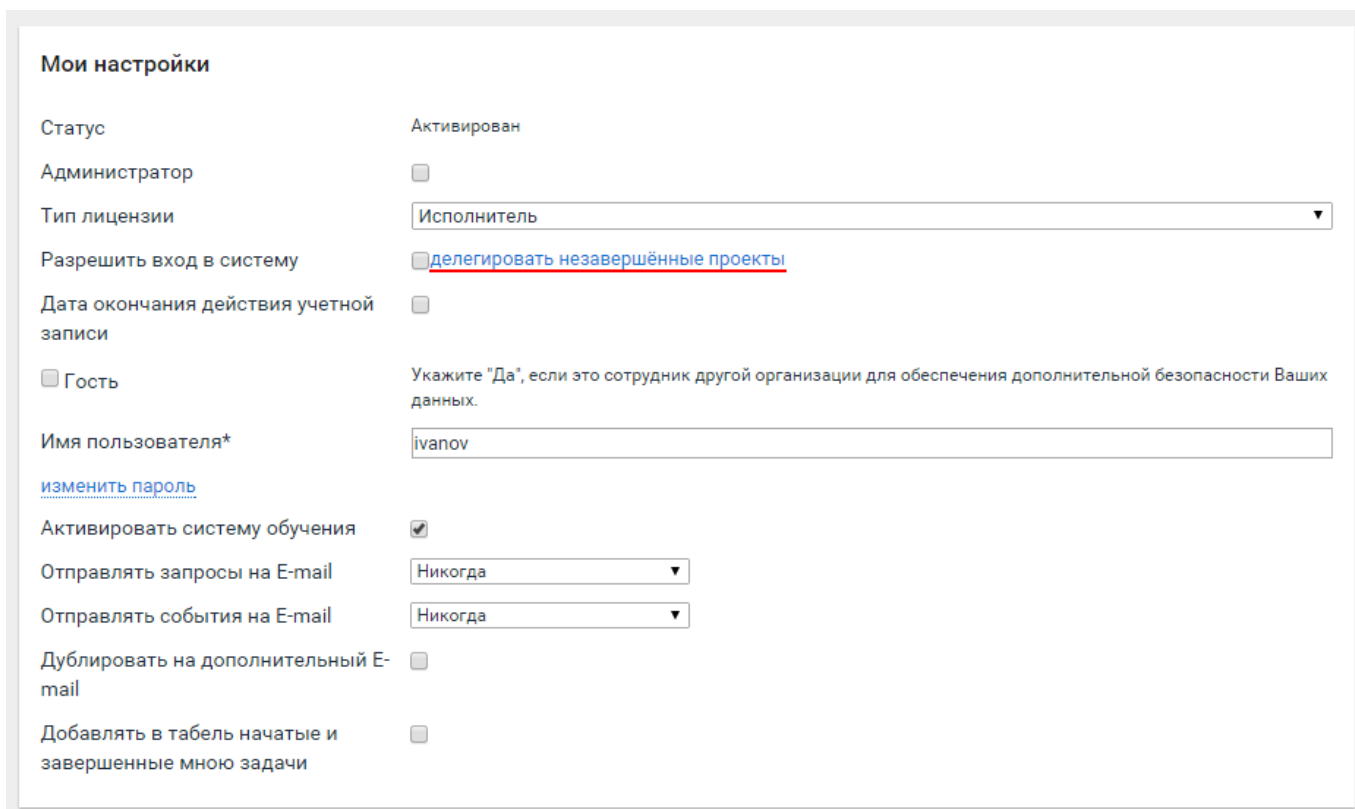 Мои настройки
Статус Активирован
Администратор
Тип лицензии Исполнитель
Разрешить вход в систему делегировать незавершённые проекты
Дата окончания действия учетной
записи
Гость Укажите "Да", если это сотрудник другой организации для обеспечения дополнительной безопасности Ваших
данных.
Имя пользователя* ivanov
изменить пароль
Активировать систему обучения
Отправлять запросы на E-mail Никогда
Отправлять события на E-mail Никогда
Дублировать на дополнительный E-
mail
Добавлять в табель начатые и
завершенные мною задачи